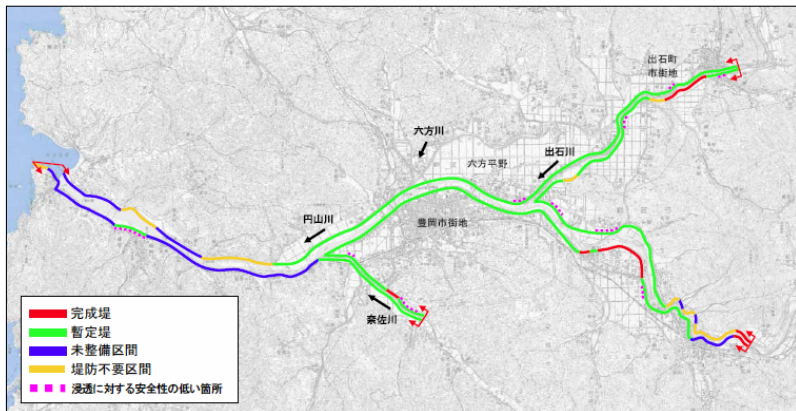 出石町
市街地
六方川
六方平野
出石川
円山川
豊岡市街地
奈佐川
完成堤
暫定堤
未整備区間
堤防不要区間
浸透に対する安全性の低い箇所